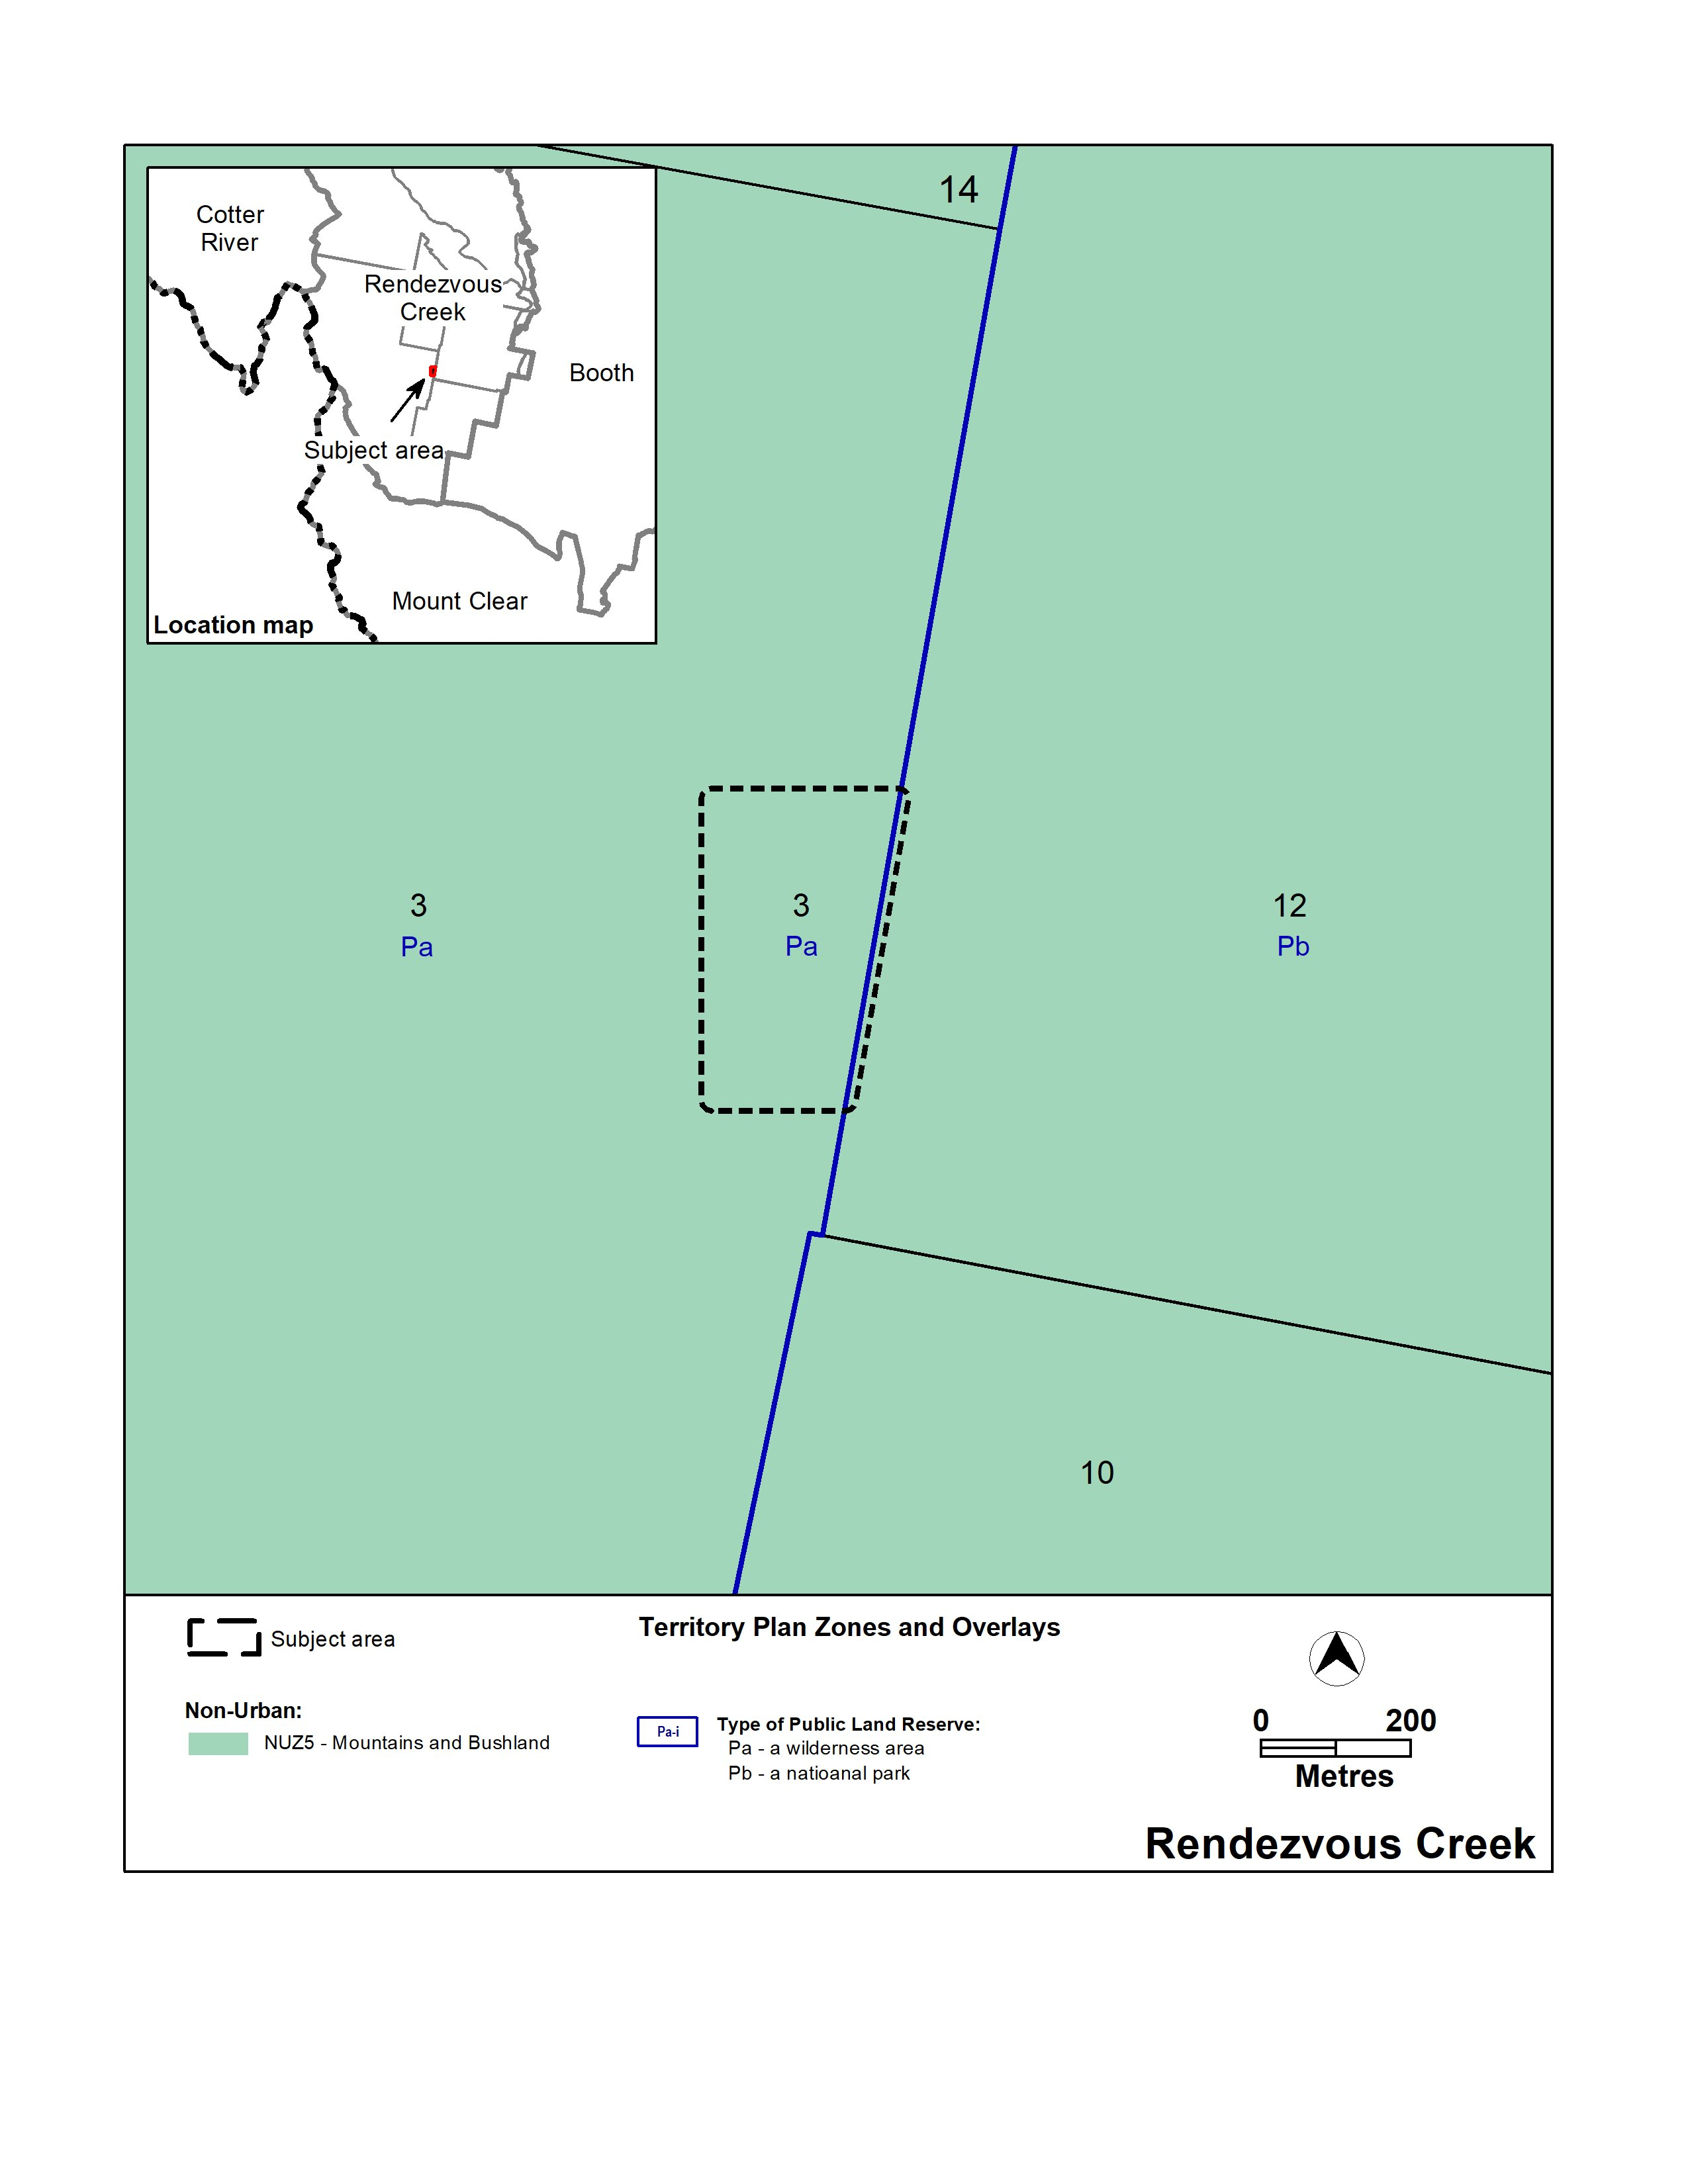 14
Cotter
River
Rendezvous
Creek
Booth
Subject area
Mount Clear
Location map
3
Pa
3
Pa
12
Pb
10
Subject area
Territory Plan Zones and Overlays
Non-Urban:
NUZ5 - Mountains and Bushland
Pa-i
Type of Public Land Reserve:
Pa - a wilderness area
Pb - a natioanal park
0 200
Metres
Rendezvous Creek